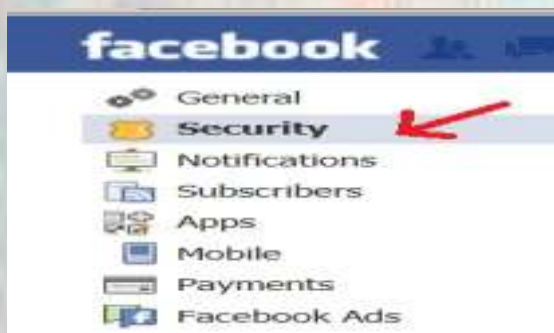 facebook
General
Security
Notifications
Subscribers
Apps
Mobile
Payments
Facebook Ads